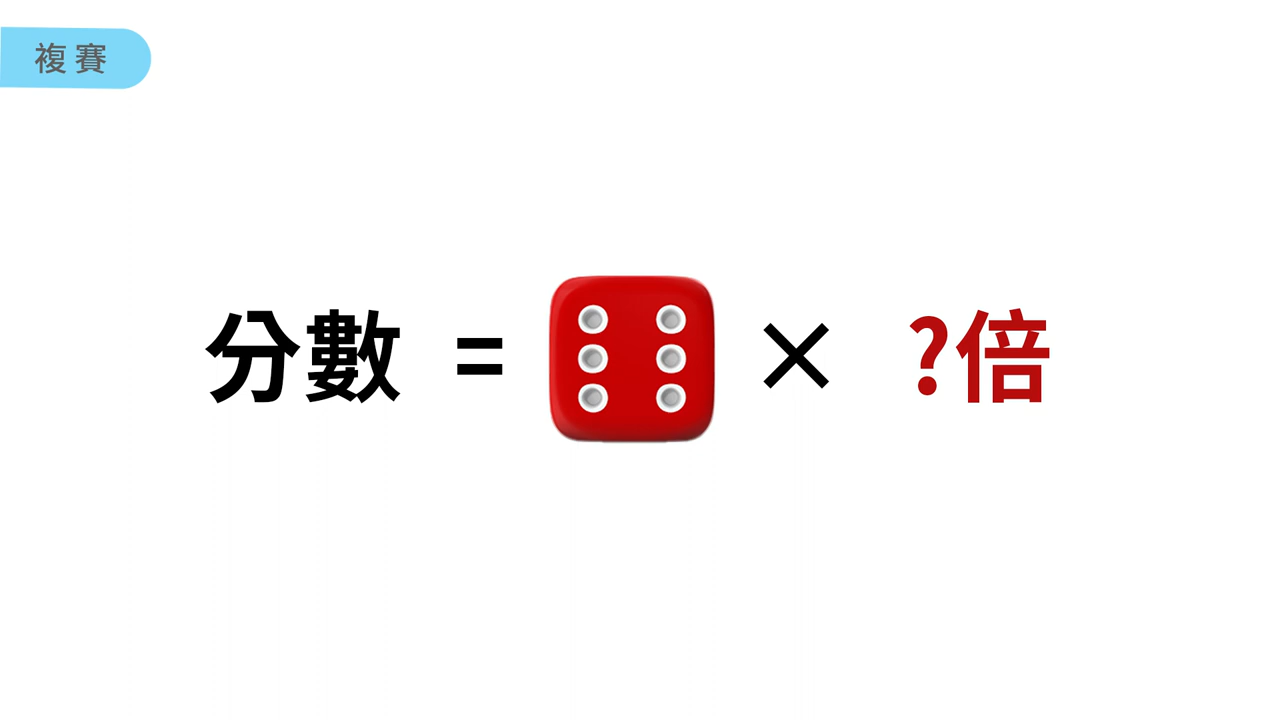 複賽
分數 = × ?倍